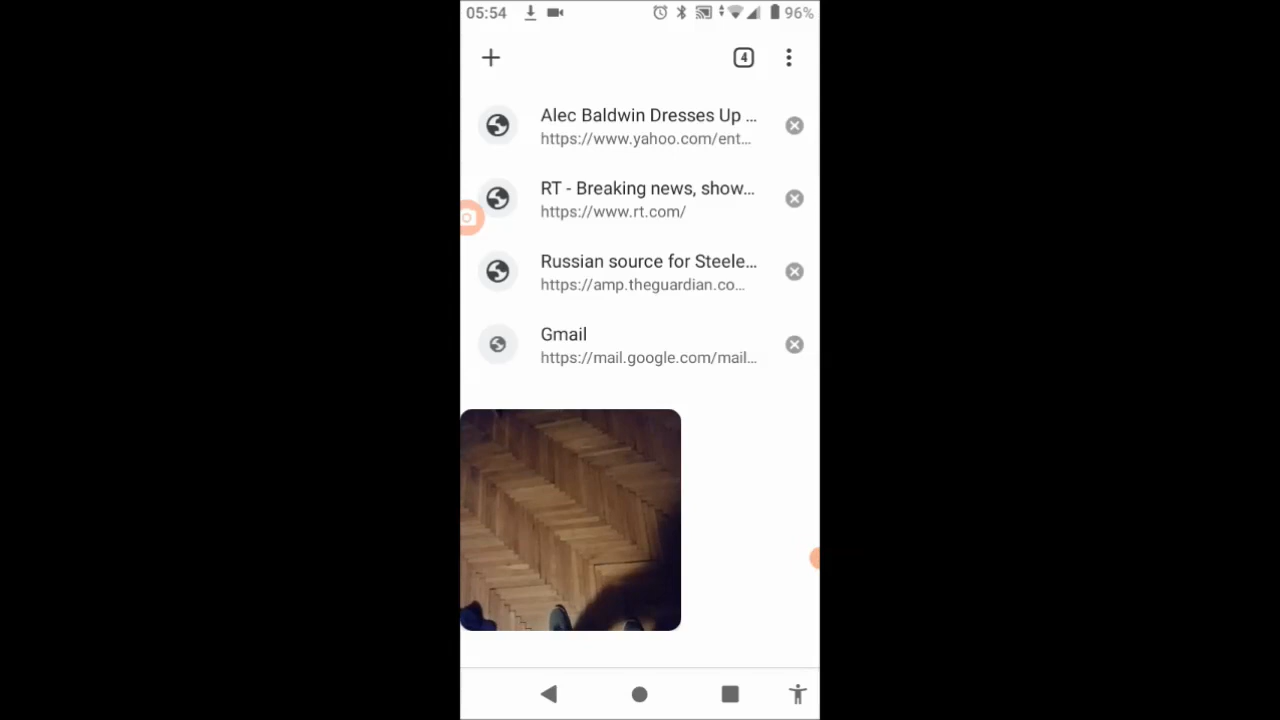 05:54 96%
4
Alec Baldwin Dresses Up ...
https://www.yahoo.com/ent...
RT - Breaking news, show...
https://www.rt.com/
Russian source for Steele...
https://amp.theguardian.co...
Gmail
https://mail.google.com/mail...